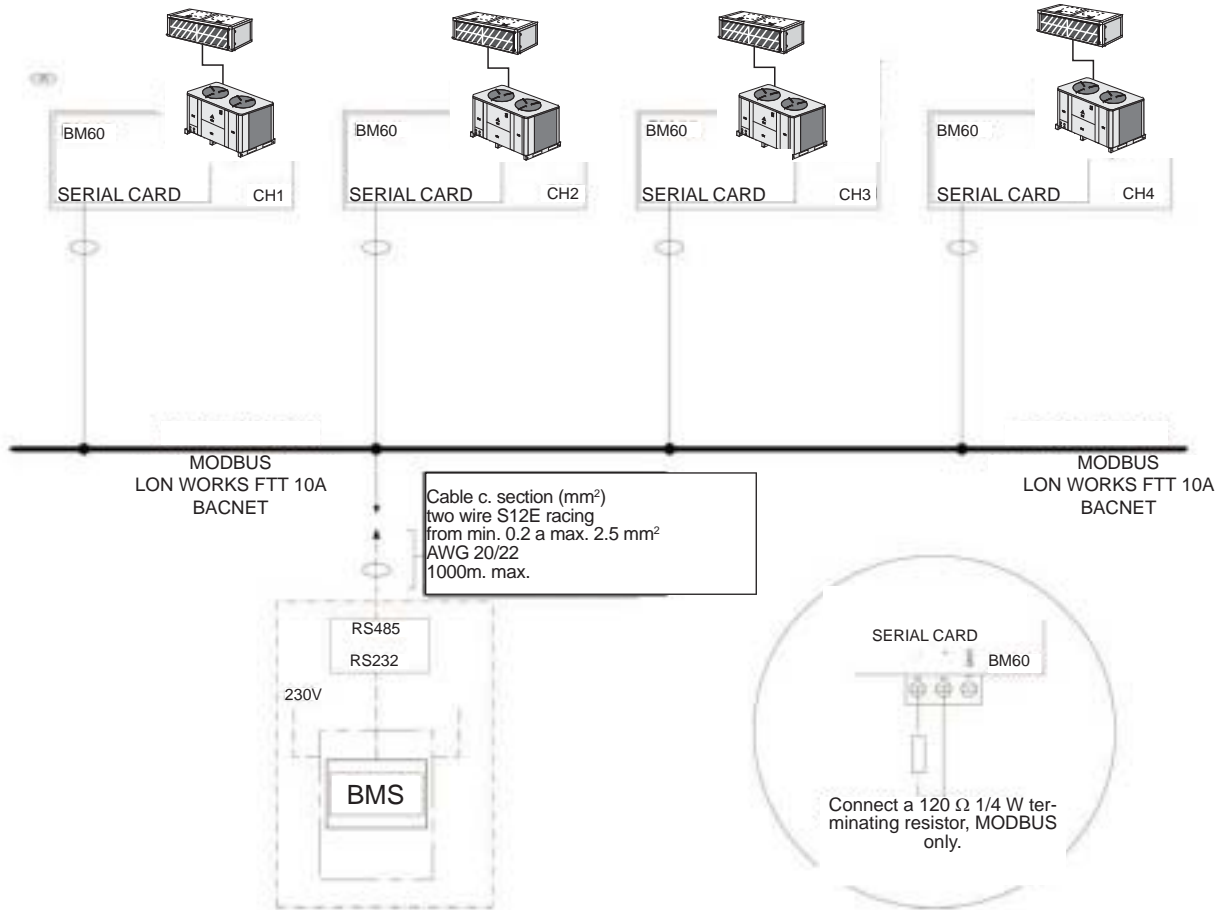 BM60
SERIAL CARD
CH1
BM60
SERIAL CARD
CH2
BM60
SERIAL CARD
CH3
BM60
SERIAL CARD
CH4
MODBUS
LON WORKS FTT 10A
BACNET
MODBUS
LON WORKS FTT 10A
BACNET
Cable c. section (mm²)
two wire S12E racing
from min. 0.2 a max. 2.5 mm²
AWG 20/22
1000m. max.
RS485
RS232
230V
BMS
SERIAL CARD
BM60
Connect a 120 Ω 1/4 W ter-
minating resistor, MODBUS
only.